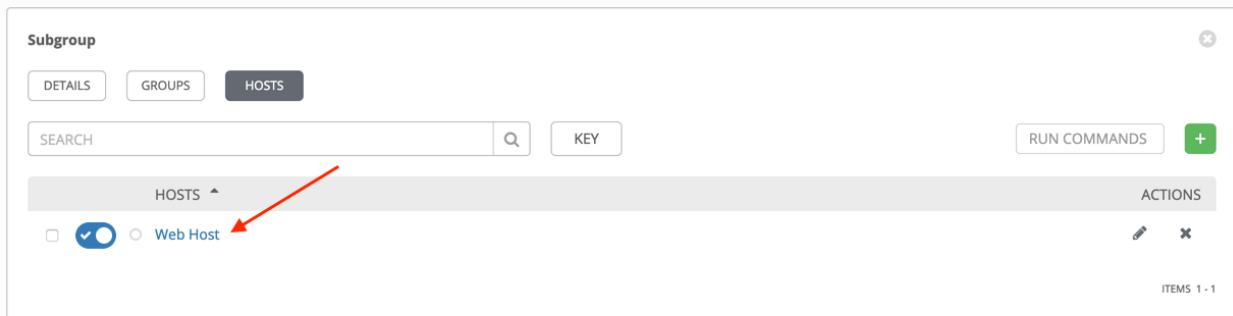 Subgroup
DETAILS GROUPS HOSTS
SEARCH KEY RUN COMMANDS +
HOSTS ACTIONS
Web Host
ITEMS 1 - 1